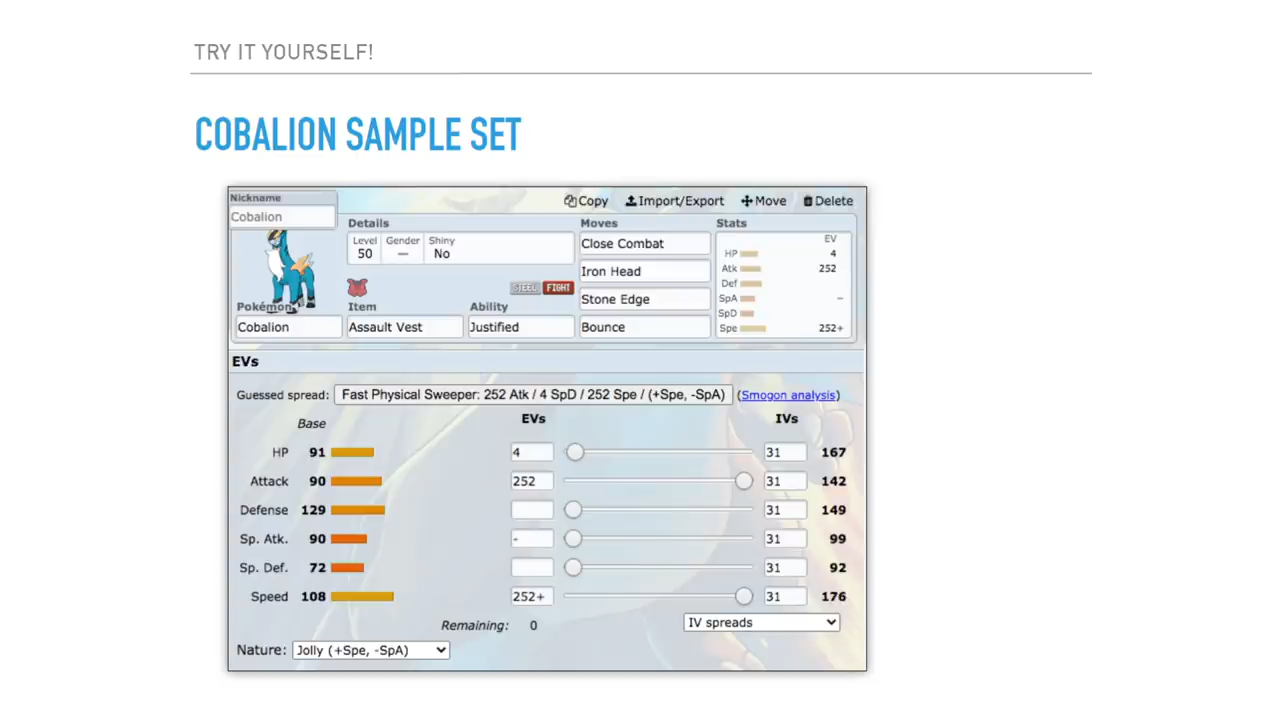 TRY IT YOURSELF!
COBALION SAMPLE SET
Nickname
Cobalion
Copy Import/Export Move Delete
Details Moves Stats
Level Gender Shiny
50 — No
Close Combat
Iron Head
Stone Edge
Bounce
EV
HP 4
Atk 252
Def
SpA –
SpD
Spe 252+
STEEL FIGHT
Pokémon Item Ability
Cobalion Assault Vest Justified
EVs
Guessed spread: Fast Physical Sweeper: 252 Atk / 4 SpD / 252 Spe / (+Spe, -SpA) (Smogon analysis)
Base EVs IVs
HP 91 4 31 167
Attack 90 252 31 142
Defense 129 31 149
Sp. Atk. 90 - 31 99
Sp. Def. 72 31 92
Speed 108 252+ 31 176
Remaining: 0 IV spreads
Nature: Jolly (+Spe, -SpA)